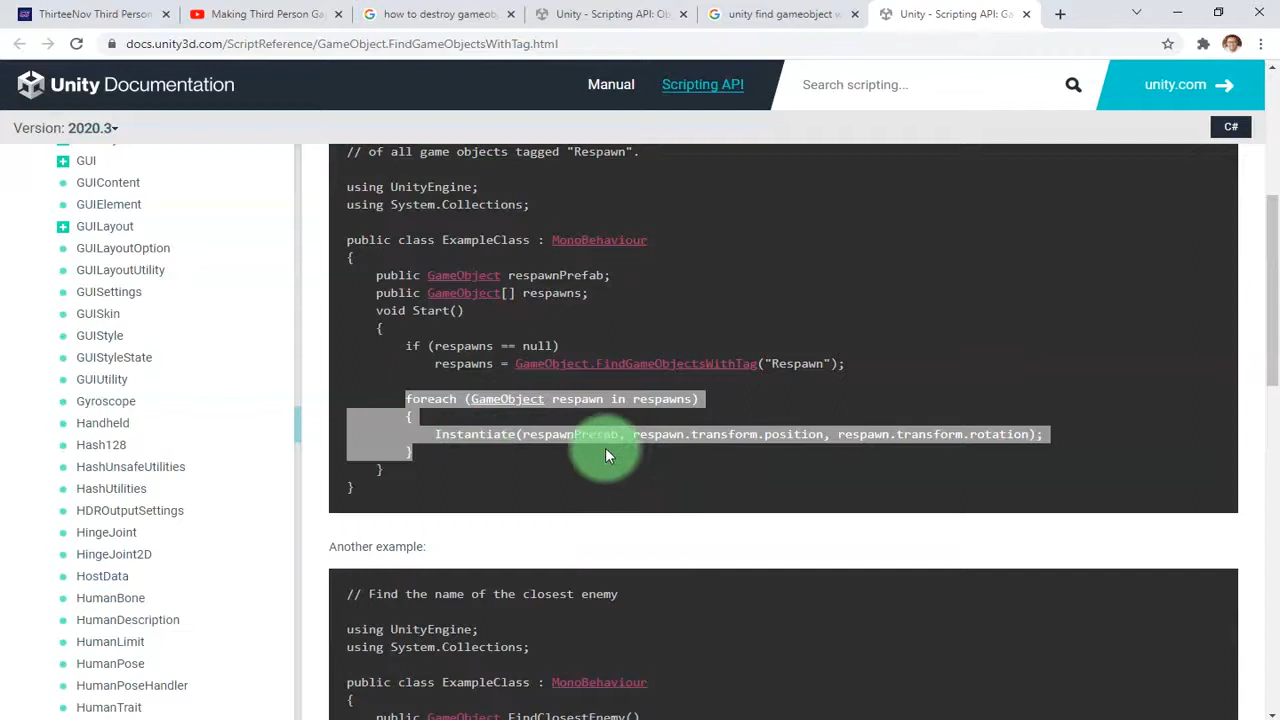 ThirteeNov Third Person
Making Third Person Ga
how to destroy gameob
Unity - Scripting API: Ob
unity find gameobject w
Unity - Scripting API: Ga
docs.unity3d.com/ScriptReference/GameObject.FindGameObjectsWithTag.html
Unity Documentation
Manual
Scripting API
Search scripting...
unity.com
Version: 2020.3
C#
GUI
GUIContent
GUIElement
GUILayout
GUILayoutOption
GUILayoutUtility
GUISettings
GUISkin
GUIStyle
GUIStyleState
GUIUtility
Gyroscope
Handheld
Hash128
HashUnsafeUtilities
HashUtilities
HDROutputSettings
HingeJoint
HingeJoint2D
HostData
HumanBone
HumanDescription
HumanLimit
HumanPose
HumanPoseHandler
HumanTrait
// of all game objects tagged "Respawn".
using UnityEngine;
using System.Collections;
public class ExampleClass : MonoBehaviour
{
public GameObject respawnPrefab;
public GameObject[] respawns;
void Start()
{
if (respawns == null)
respawns = GameObject.FindGameObjectsWithTag("Respawn");
foreach (GameObject respawn in respawns)
{
Instantiate(respawnPrefab, respawn.transform.position, respawn.transform.rotation);
}
}
}
Another example:
// Find the name of the closest enemy
using UnityEngine;
using System.Collections;
public class ExampleClass : MonoBehaviour
{
public GameObject FindClosestEnemy()